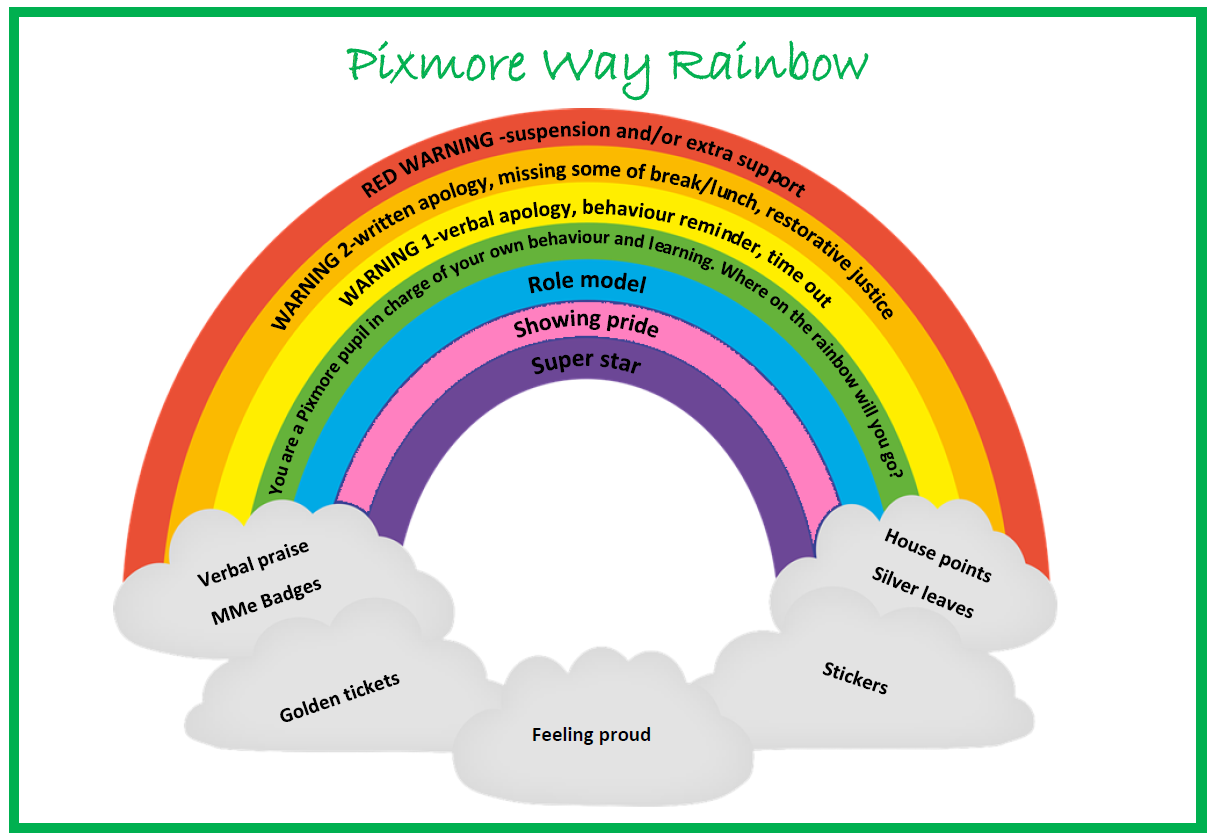 Pixmore Way Rainbow
RED WARNING -suspension and/or extra support
WARNING 2-written apology, missing some of break/lunch, restorative justice
WARNING 1-verbal apology, behaviour reminder, time out
You are a Pixmore pupil in charge of your own behaviour and learning. Where on the rainbow will you go?
Role model
Showing pride
Super star
Verbal praise
MMe Badges
House points
Silver leaves
Golden tickets
Stickers
Feeling proud